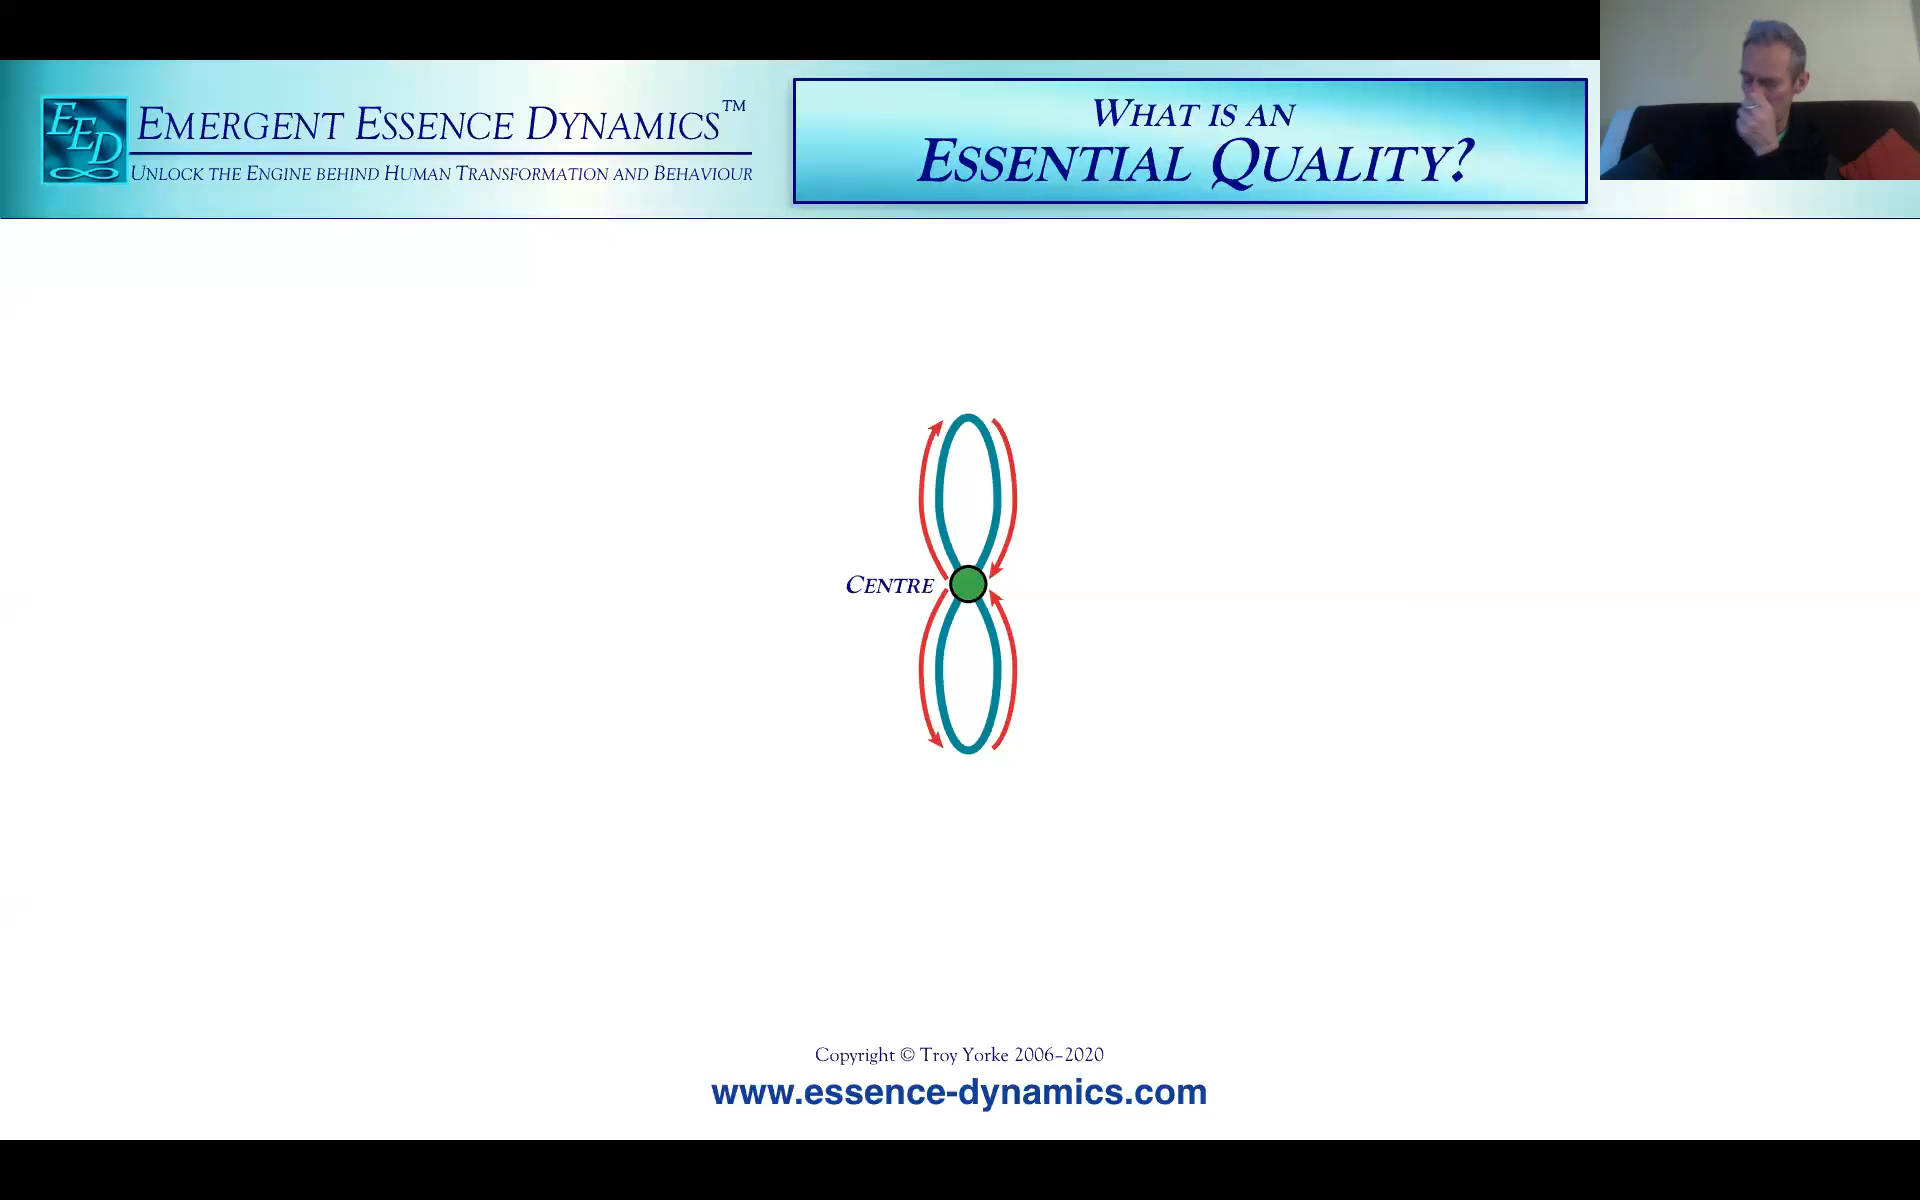 EED
EMERGENT ESSENCE DYNAMICS™
UNLOCK THE ENGINE BEHIND HUMAN TRANSFORMATION AND BEHAVIOUR
WHAT IS AN
ESSENTIAL QUALITY?
CENTRE
Copyright © Troy Yorke 2006–2020
www.essence-dynamics.com